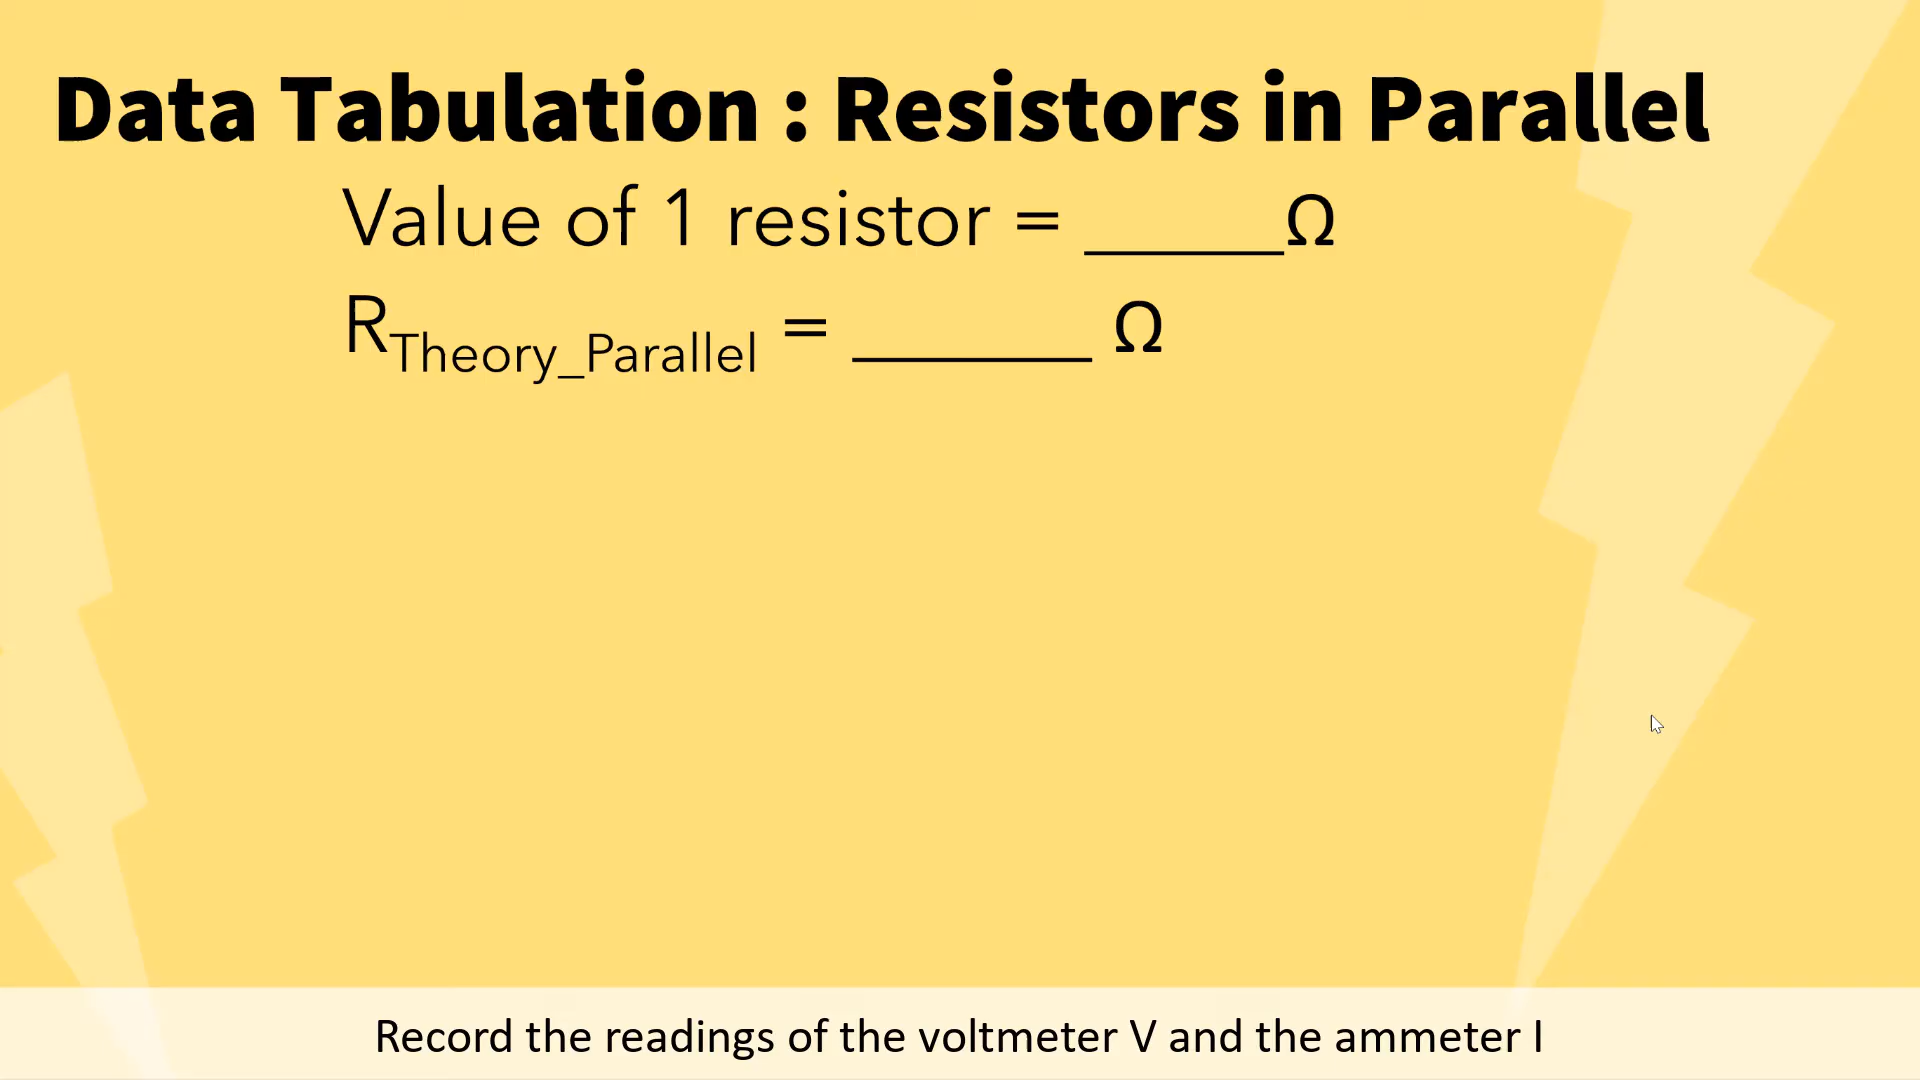 Data Tabulation : Resistors in Parallel
Value of 1 resistor = _____Ω
RTheory_Parallel = ______ Ω
Record the readings of the voltmeter V and the ammeter I